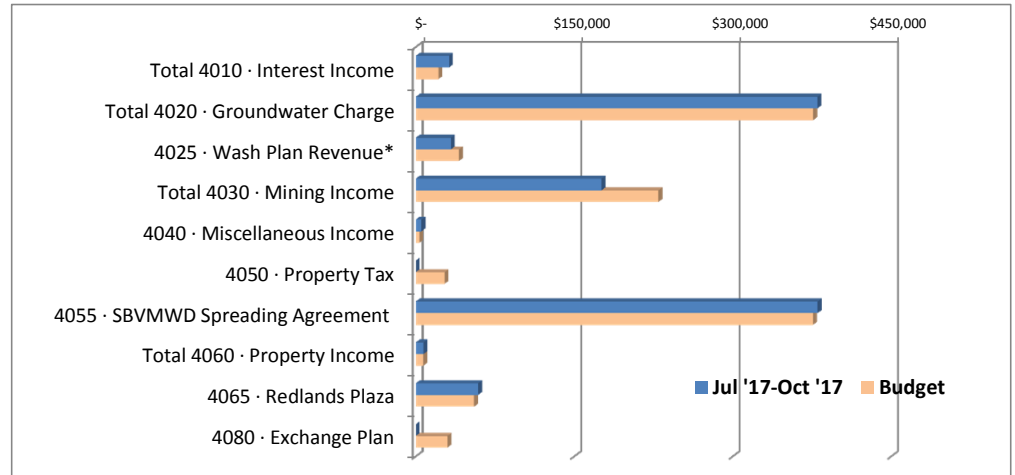 $- $150,000 $300,000 $450,000
Total 4010 · Interest Income
Total 4020 · Groundwater Charge
4025 · Wash Plan Revenue*
Total 4030 · Mining Income
4040 · Miscellaneous Income
4050 · Property Tax
4055 · SBVMWD Spreading Agreement
Total 4060 · Property Income
4065 · Redlands Plaza
4080 · Exchange Plan
Jul '17-Oct '17 Budget